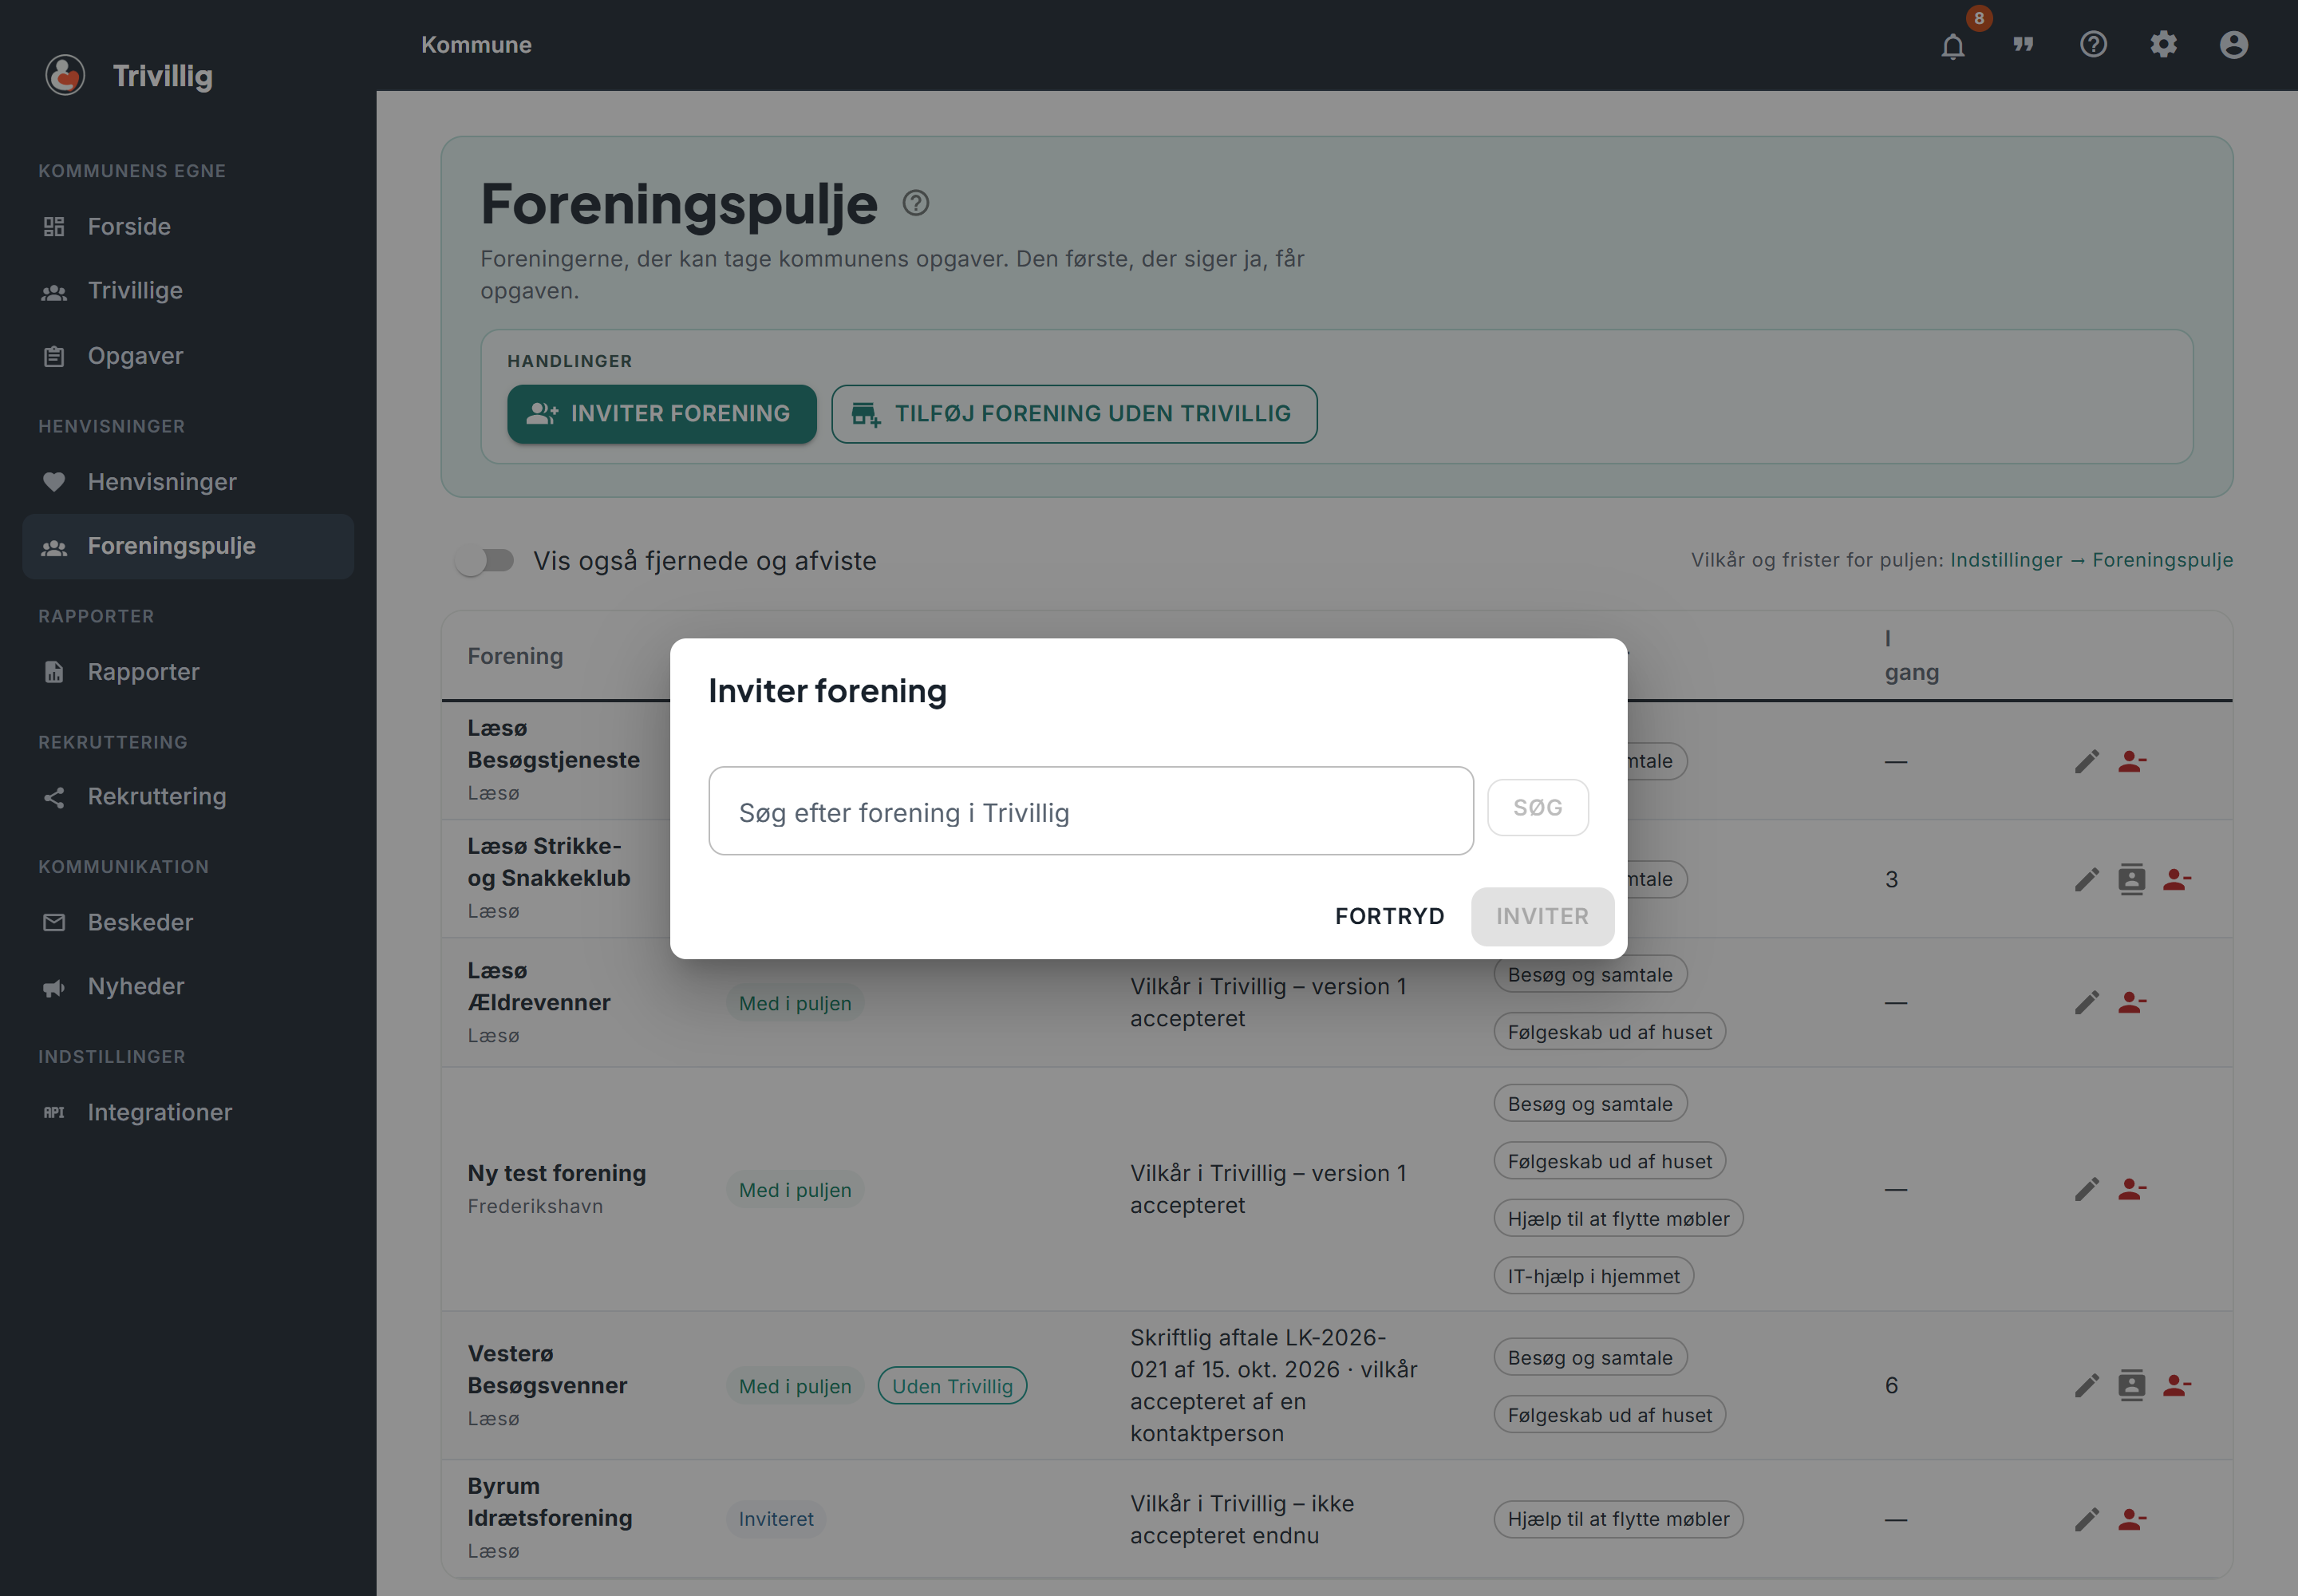 Trivillig
Kommune
8
KOMMUNENS EGNE
Forside
Trivillige
Opgaver
HENVISNINGER
Henvisninger
Foreningspulje
RAPPORTER
Rapporter
REKRUTTERING
Rekruttering
KOMMUNIKATION
Beskeder
Nyheder
INDSTILLINGER
API Integrationer
Foreningspulje
Foreningerne, der kan tage kommunens opgaver. Den første, der siger ja, får
opgaven.
HANDLINGER
INVITER FORENING
TILFØJ FORENING UDEN TRIVILLIG
Vis også fjernede og afviste
Vilkår og frister for puljen: Indstillinger → Foreningspulje
Forening
I
gang
Inviter forening
Søg efter forening i Trivillig
SØG
FORTRYD
INVITER
Læsø
Besøgstjeneste
Læsø
mtale
—
Læsø Strikke-
og Snakkeklub
Læsø
mtale
3
Læsø
Ældrevenner
Læsø
Med i puljen
Vilkår i Trivillig – version 1
accepteret
Besøg og samtale
Følgeskab ud af huset
—
Ny test forening
Frederikshavn
Med i puljen
Vilkår i Trivillig – version 1
accepteret
Besøg og samtale
Følgeskab ud af huset
Hjælp til at flytte møbler
IT-hjælp i hjemmet
—
Vesterø
Besøgsvenner
Læsø
Med i puljen
Uden Trivillig
Skriftlig aftale LK-2026-
021 af 15. okt. 2026 · vilkår
accepteret af en
kontaktperson
Besøg og samtale
Følgeskab ud af huset
6
Byrum
Idrætsforening
Læsø
Inviteret
Vilkår i Trivillig – ikke
accepteret endnu
Hjælp til at flytte møbler
—